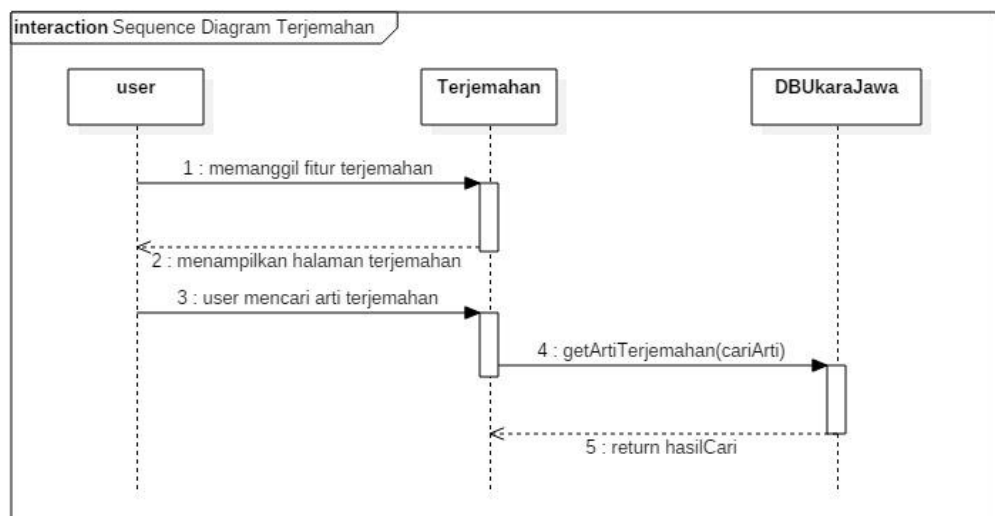 interaction Sequence Diagram Terjemahan
user
Terjemahan
DBUkaraJawa
1 : memanggil fitur terjemahan
2 : menampilkan halaman terjemahan
3 : user mencari arti terjemahan
4 : getArtiTerjemahan(cariArti)
5 : return hasilCari